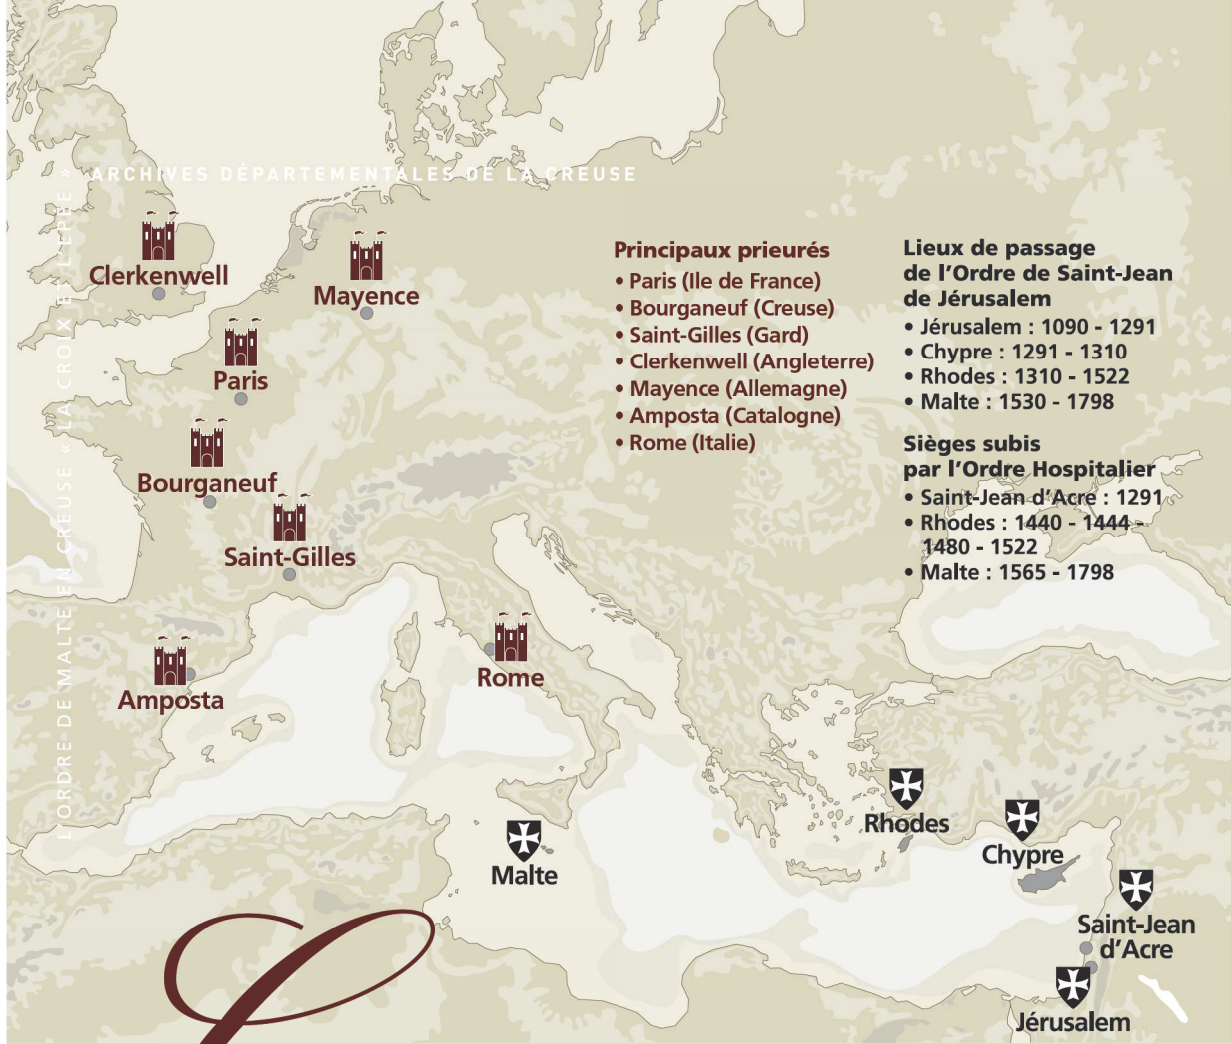 ARCHIVES DÉPARTEMENTALES DE LA CREUSE
L'ORDRE DE MALTE EN CREUSE « LA CROIX ET L'ÉPÉE »
Clerkenwell
Mayence
Paris
Bourganeuf
Saint-Gilles
Amposta
Rome
Principaux prieurés
• Paris (Ile de France)
• Bourganeuf (Creuse)
• Saint-Gilles (Gard)
• Clerkenwell (Angleterre)
• Mayence (Allemagne)
• Amposta (Catalogne)
• Rome (Italie)
Lieux de passage
de l'Ordre de Saint-Jean
de Jérusalem
• Jérusalem : 1090 - 1291
• Chypre : 1291 - 1310
• Rhodes : 1310 - 1522
• Malte : 1530 - 1798
Sièges subis
par l'Ordre Hospitalier
• Saint-Jean d'Acre : 1291
• Rhodes : 1440 - 1444 -
1480 - 1522
• Malte : 1565 - 1798
Malte
Rhodes
Chypre
Saint-Jean
d'Acre
Jérusalem